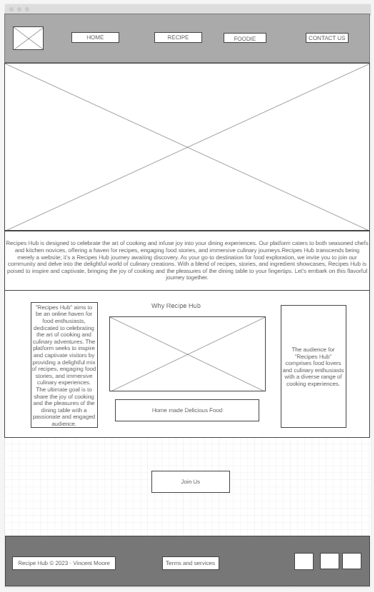 HOME
RECIPE
FOODIE
CONTACT US
Recipes Hub is designed to celebrate the art of cooking and infuse joy into your dining experiences. Our platform caters to both seasoned chefs
and kitchen novices, offering a haven for recipes, engaging food stories, and immersive culinary journeys.Recipe Hub transcends being
merely a website; it's a Recipes Hub journey awaiting discovery. As your go-to destination for food exploration, we invite you to join our
community and delve into the delightful world of culinary creations. With a blend of recipes, stories, and ingredient showcases, Recipes Hub is
poised to inspire and captivate, bringing the joy of cooking and the pleasures of the dining table to your fingertips. Let's embark on this flavorful
journey together.
Why Recipe Hub
"Recipes Hub" aims to
be an online haven for
food enthusiasts,
dedicated to celebrating
the art of cooking and
culinary adventures. The
platform seeks to inspire
and captivate visitors by
providing a delightful mix
of recipes, engaging food
stories, and immersive
culinary experiences.
The ultimate goal is to
share the joy of cooking
and the pleasures of the
dining table with a
passionate and engaged
audience.
Home made Delicious Food
The audience for
"Recipes Hub"
comprises food lovers
and culinary enthusiasts
with a diverse range of
cooking experiences.
Join Us
Recipe Hub © 2023 · Vincent Moore
Terms and services